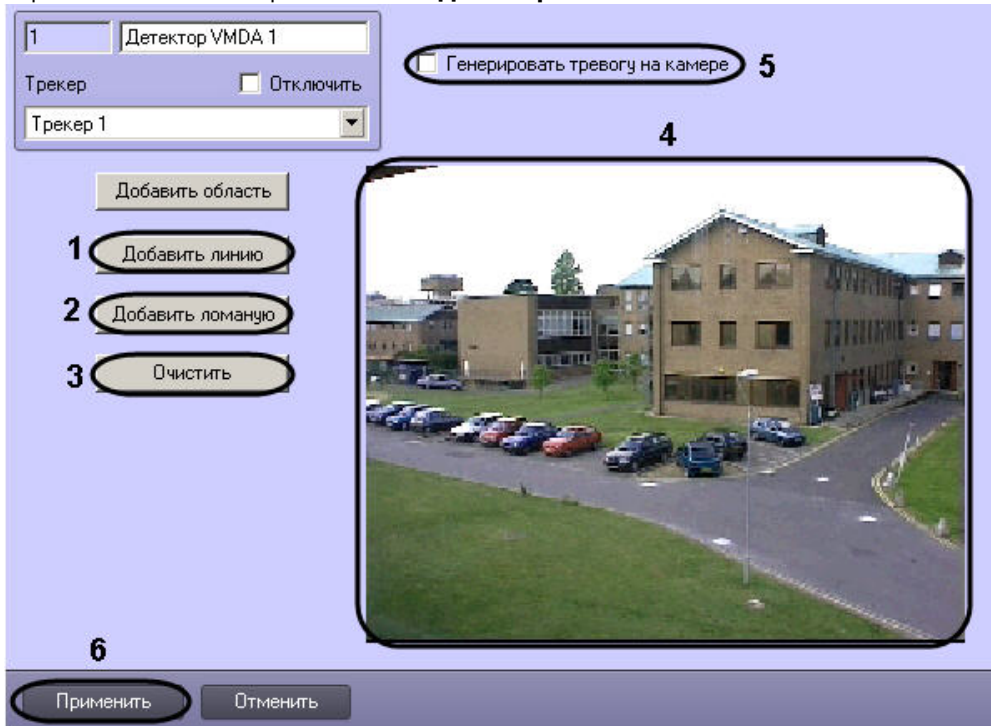 1 Детектор VMDA 1
Генерировать тревогу на камере 5
Трекер Отключить
Трекер 1
4
Добавить область
1 Добавить линию
2 Добавить ломаную
3 Очистить
6
Применить Отменить